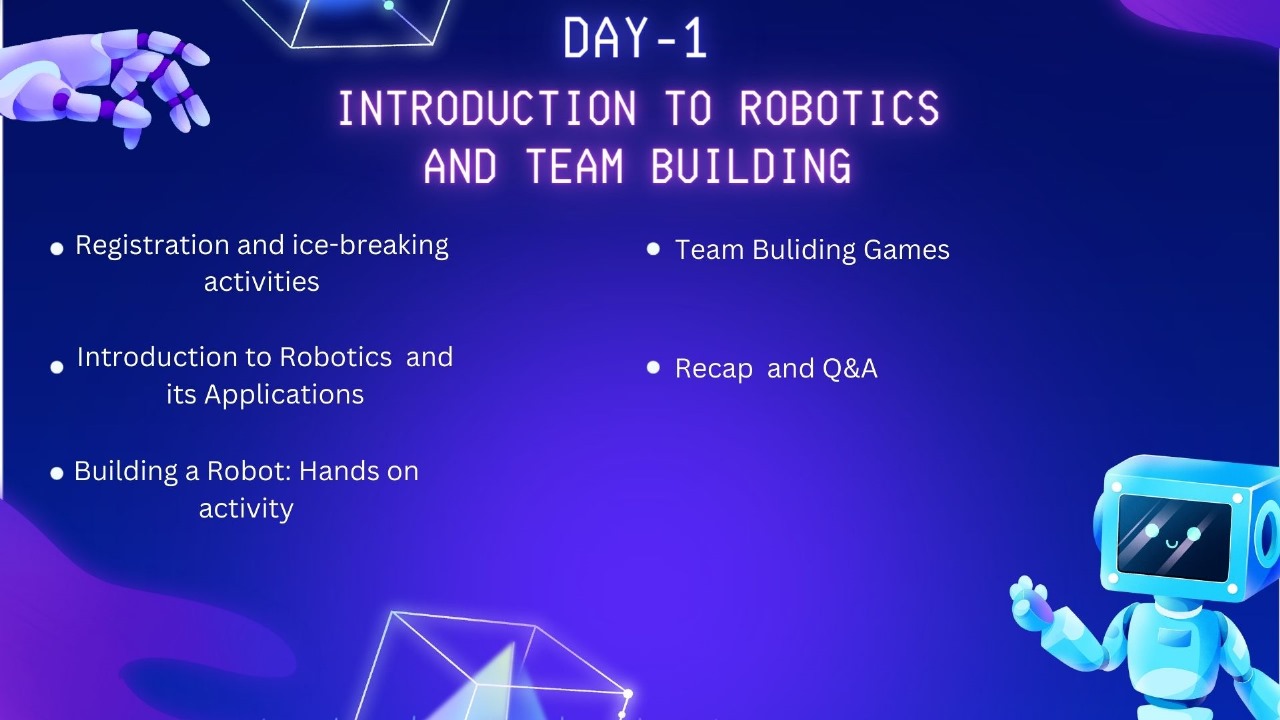 DAY-1
INTRODUCTION TO ROBOTICS
AND TEAM BUILDING
Registration and ice-breaking
activities
Introduction to Robotics  and
its Applications
Building a Robot: Hands on
activity
Team Buliding Games
Recap  and Q&A